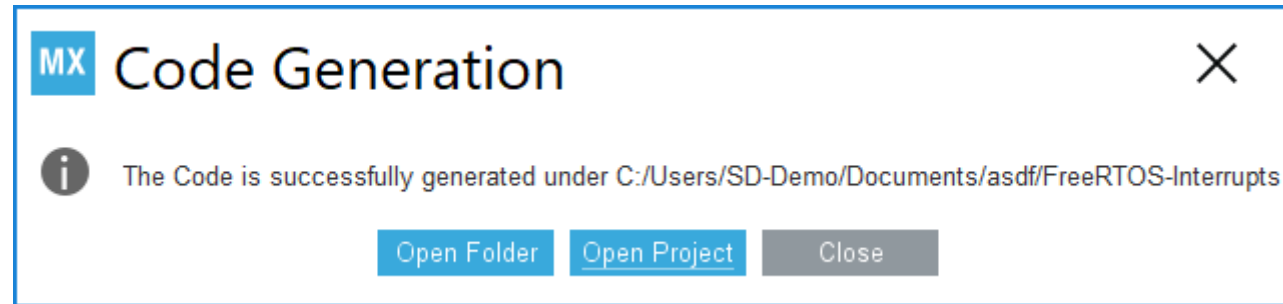 MX Code Generation
The Code is successfully generated under C:/Users/SD-Demo/Documents/asdf/FreeRTOS-Interrupts
Open Folder Open Project Close